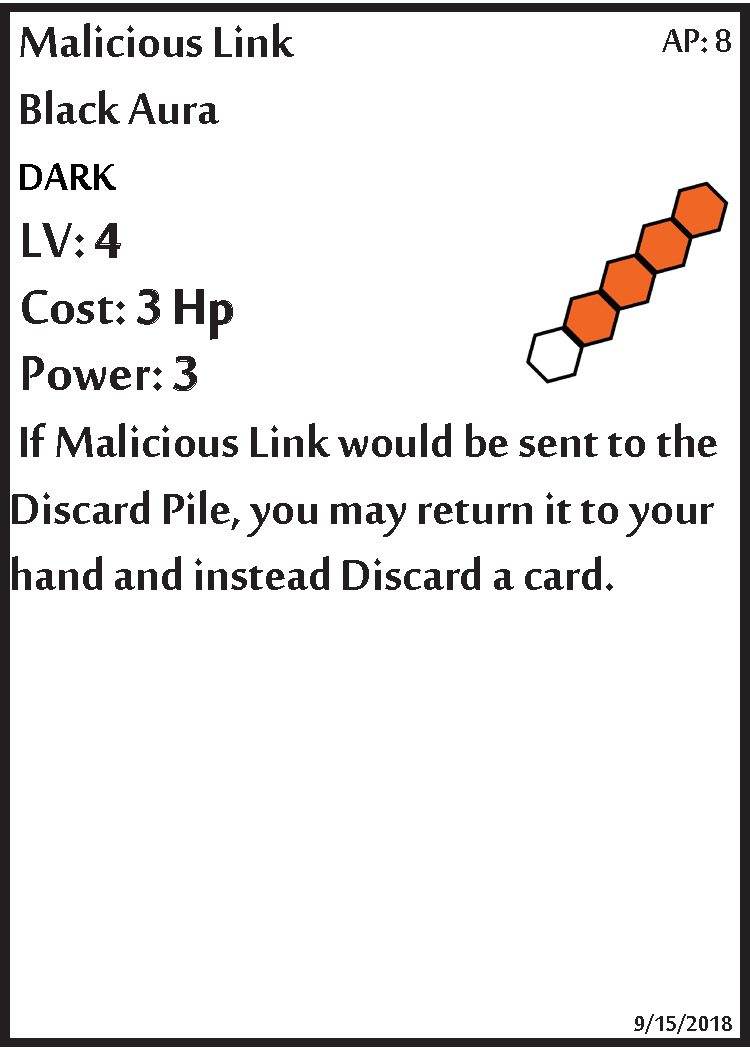 Malicious Link
AP: 8
Black Aura
DARK
LV: 4
Cost: 3 Hp
Power: 3
If Malicious Link would be sent to the
Discard Pile, you may return it to your
hand and instead Discard a card.
9/15/2018